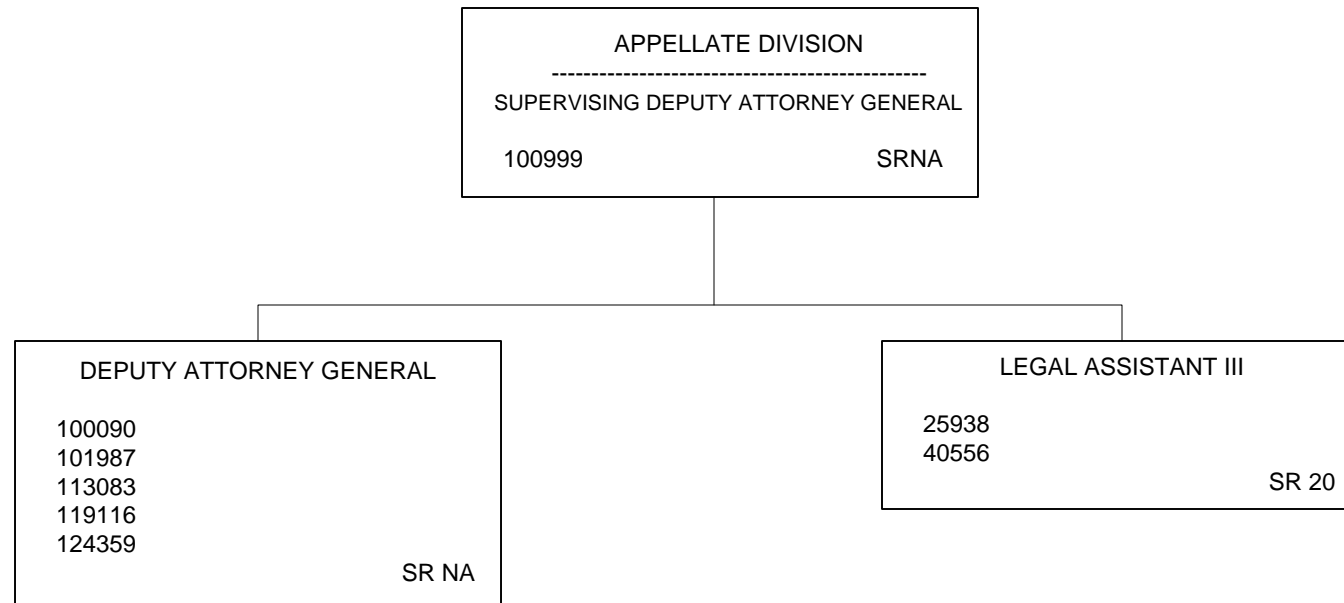 APPELLATE DIVISION
------------------------------------------------
SUPERVISING DEPUTY ATTORNEY GENERAL
100999 SRNA
DEPUTY ATTORNEY GENERAL
100090
101987
113083
119116
124359
SR NA
LEGAL ASSISTANT III
25938
40556
SR 20